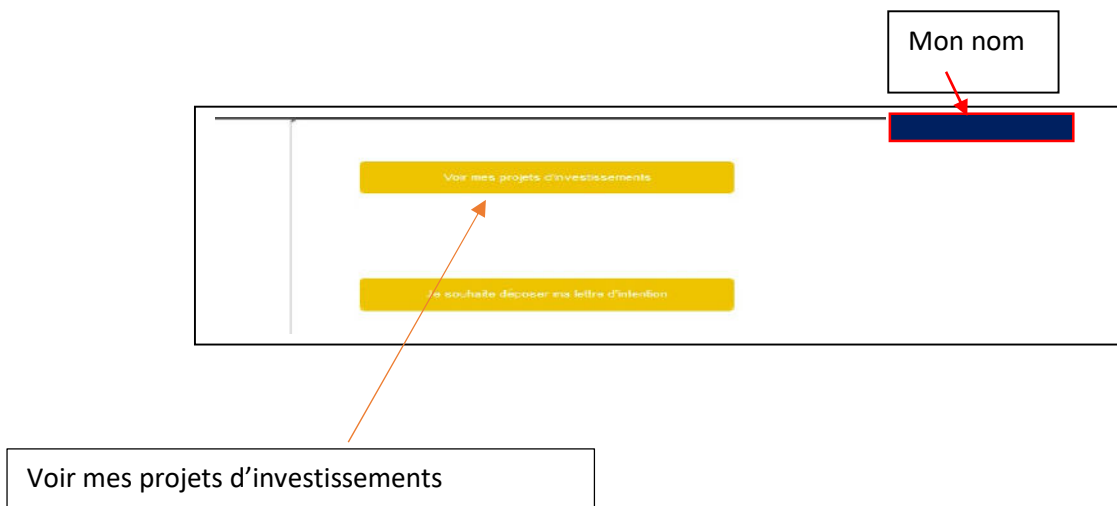 Mon nom
Voir mes projets d'investissements
Je souhaite déposer ma lettre d'intention
Voir mes projets d’investissements